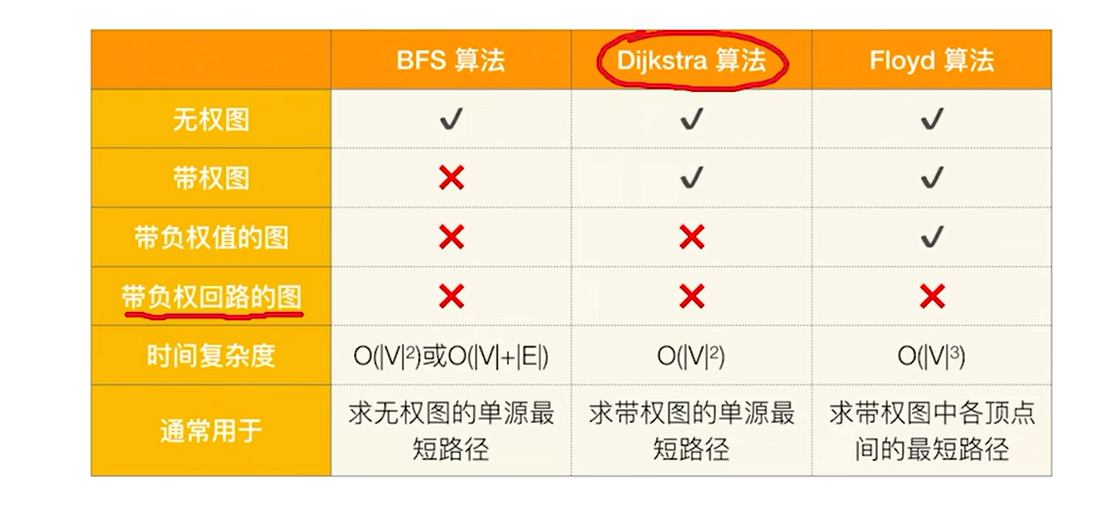 BFS 算法 Dijkstra 算法 Floyd 算法
无权图 ✓ ✓ ✓
带权图 ✕ ✓ ✓
带负权值的图 ✕ ✕ ✓
带负权回路的图 ✕ ✕ ✕
时间复杂度 O(|V|²)或O(|V|+|E|) O(|V|²) O(|V|³)
通常用于
求无权图的单源最
短路径
求带权图的单源最
短路径
求带权图中各顶点
间的最短路径